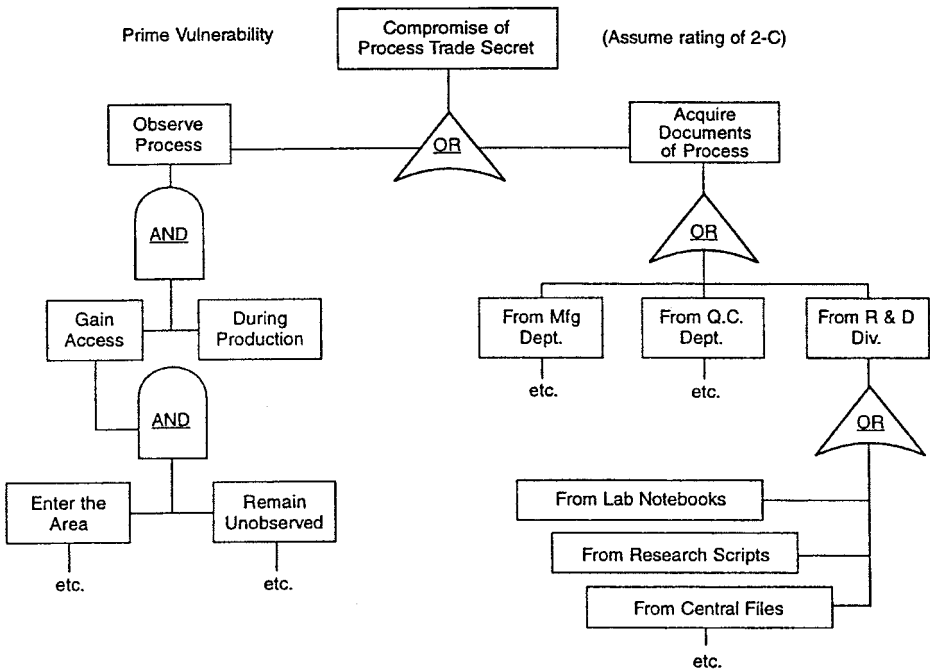 Prime Vulnerability
Compromise of
Process Trade Secret
(Assume rating of 2-C)
Observe
Process
OR
Acquire
Documents
of Process
AND
OR
Gain
Access
During
Production
From Mfg
Dept.
From Q.C.
Dept.
From R & D
Div.
etc.
etc.
AND
OR
Enter the
Area
Remain
Unobserved
etc.
etc.
From Lab Notebooks
From Research Scripts
From Central Files
etc.